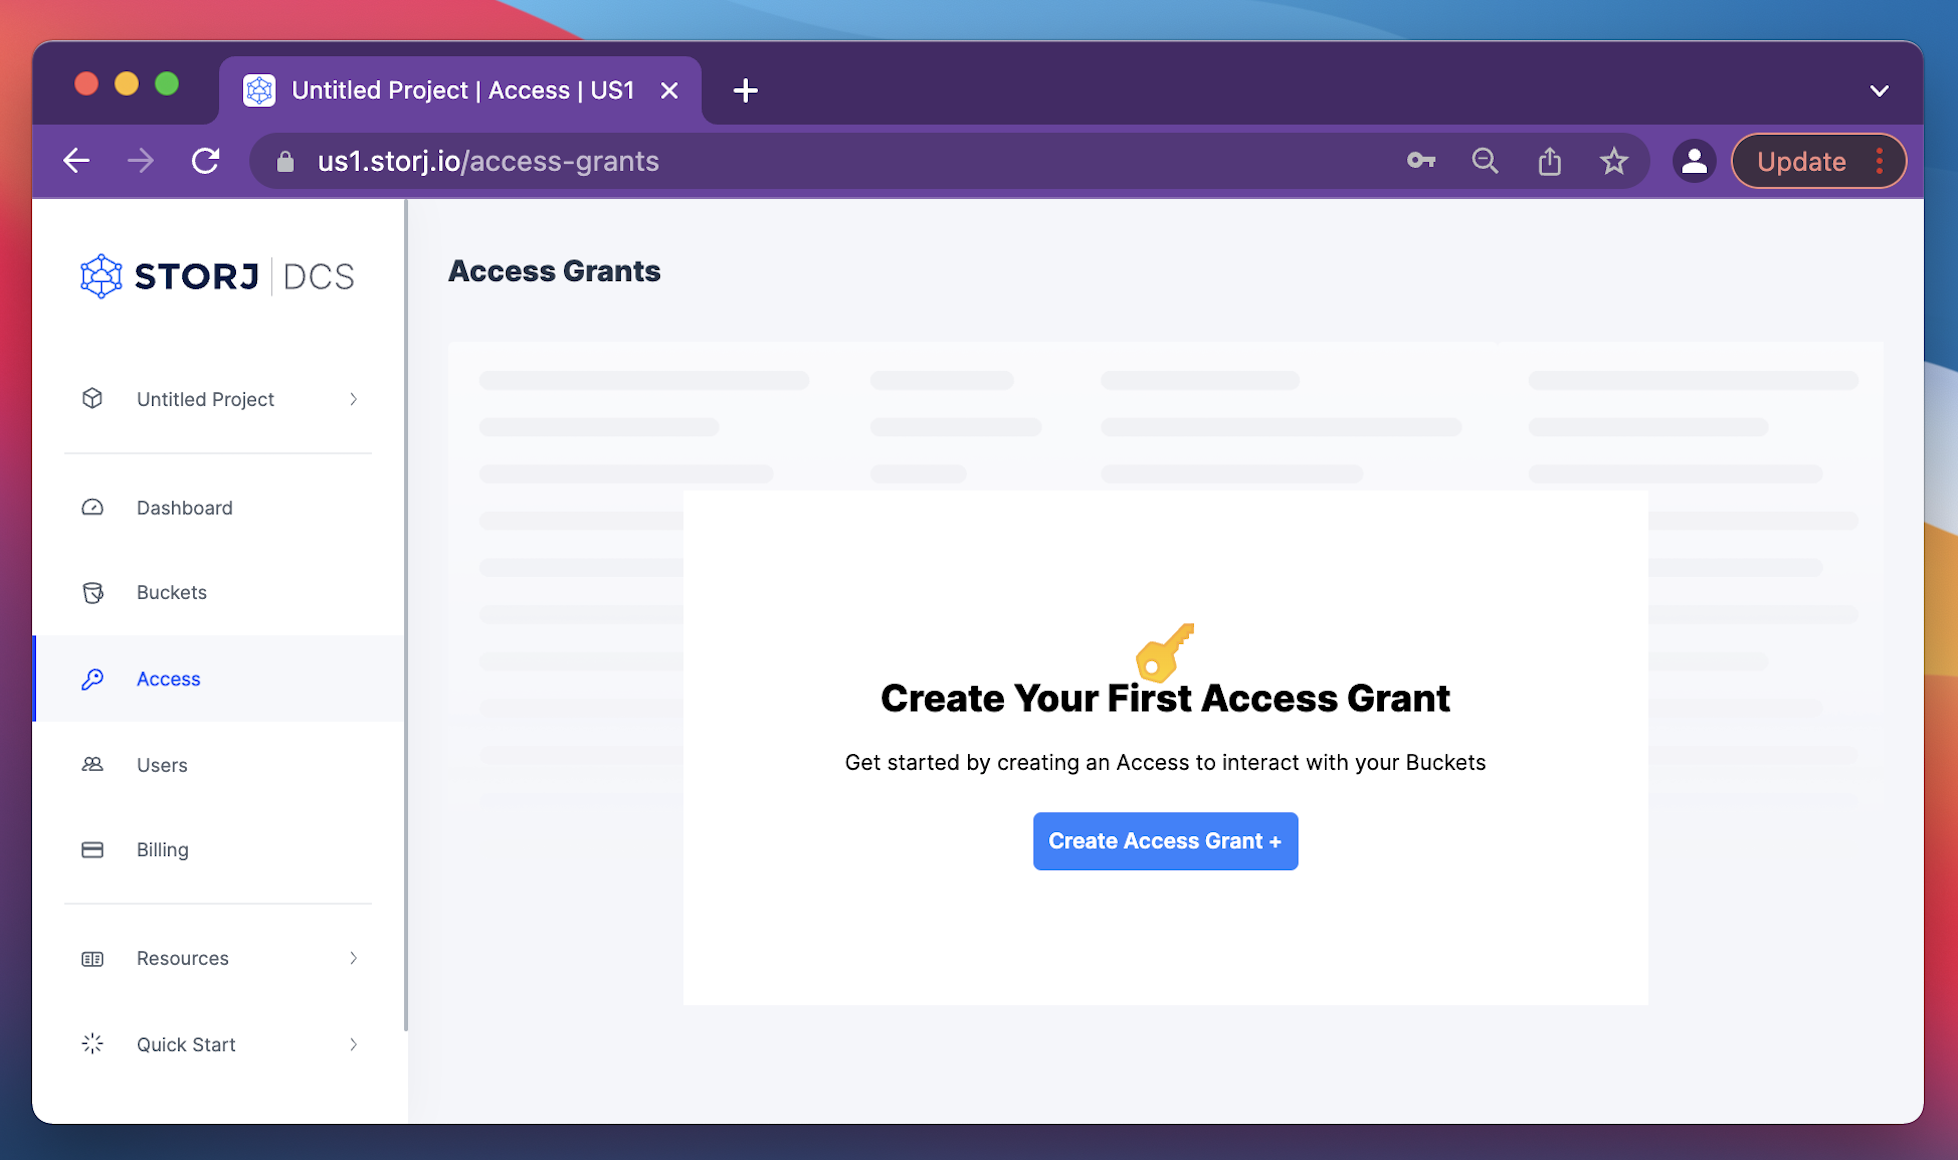 Untitled Project | Access | US1
us1.storj.io/access-grants
Update
STORJ | DCS
Untitled Project
Dashboard
Buckets
Access
Users
Billing
Resources
Quick Start
Access Grants
Create Your First Access Grant
Get started by creating an Access to interact with your Buckets
Create Access Grant +